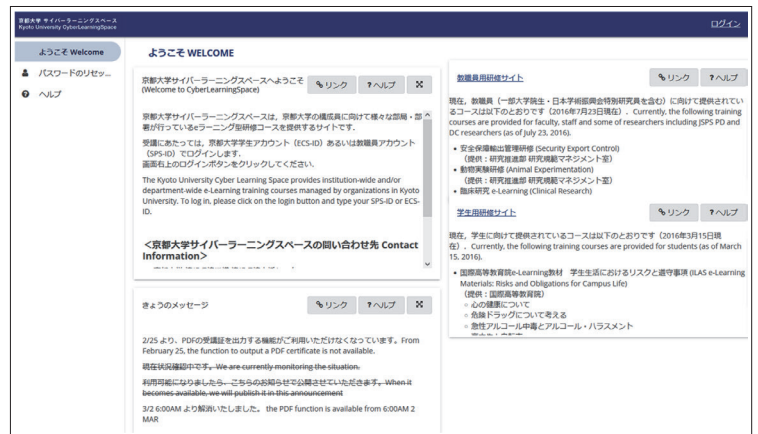 京都大学 サイバーラーニングスペース
Kyoto University CyberLearningSpace
ログイン
ようこそ Welcome
パスワードのリセッ...
ヘルプ
ようこそ WELCOME
京都大学サイバーラーニングスペースへようこそ
(Welcome to CyberLearningSpace)
リンク
?ヘルプ
京都大学サイバーラーニングスペースは，京都大学の構成員に向けて様々な部局・部
署が行っているeラーニング型研修コースを提供するサイトです．
受講にあたっては，京都大学学生アカウント（ECS-ID）あるいは教職員アカウント
（SPS-ID）でログインします．
画面右上のログインボタンをクリックしてください．
The Kyoto University Cyber Learning Space provides institution-wide and/or
department-wide e-Learning training courses managed by organizations in Kyoto
University. To log in, please click on the login button and type your SPS-ID or ECS-
ID.
＜京都大学サイバーラーニングスペースの問い合わせ先 Contact
Information＞
きょうのメッセージ
リンク
?ヘルプ
2/25 より、PDFの受講証を出力する機能がご利用いただけなくなっています。From
February 25, the function to output a PDF certificate is not available.
現在状況確認中です。We are currently monitoring the situation.
利用可能になりましたら、こちらのお知らせで公開させていただきます。When it
becomes available, we will publish it in this announcement
3/2 6:00AM より解消いたしました。 the PDF function is available from 6:00AM 2
MAR
教職員用研修サイト
リンク
?ヘルプ
現在，教職員（一部大学院生・日本学術振興会特別研究員を含む）に向けて提供されてい
るコースは以下のとおりです（2016年7月23日現在）．Currently, the following training
courses are provided for faculty, staff and some of researchers including JSPS PD and
DC researchers (as of July 23, 2016).
• 安全保障輸出管理研修 (Security Export Control)
（提供：研究推進部 研究規範マネジメント室）
• 動物実験研修 (Animal Experimentation)
（提供：研究推進部 研究規範マネジメント室）
• 臨床研究 e-Learning (Clinical Research)
学生用研修サイト
リンク
?ヘルプ
現在，学生に向けて提供されているコースは以下のとおりです（2016年3月15日現
在）．Currently, the following training courses are provided for students (as of March
15, 2016).
• 国際高等教育院e-Learning教材　学生生活におけるリスクと遵守事項 (ILAS e-Learning
Materials: Risks and Obligations for Campus Life)
（提供：国際高等教育院）
○ 心の健康について
○ 危険ドラッグについて考える
○ 急性アルコール中毒とアルコール・ハラスメント